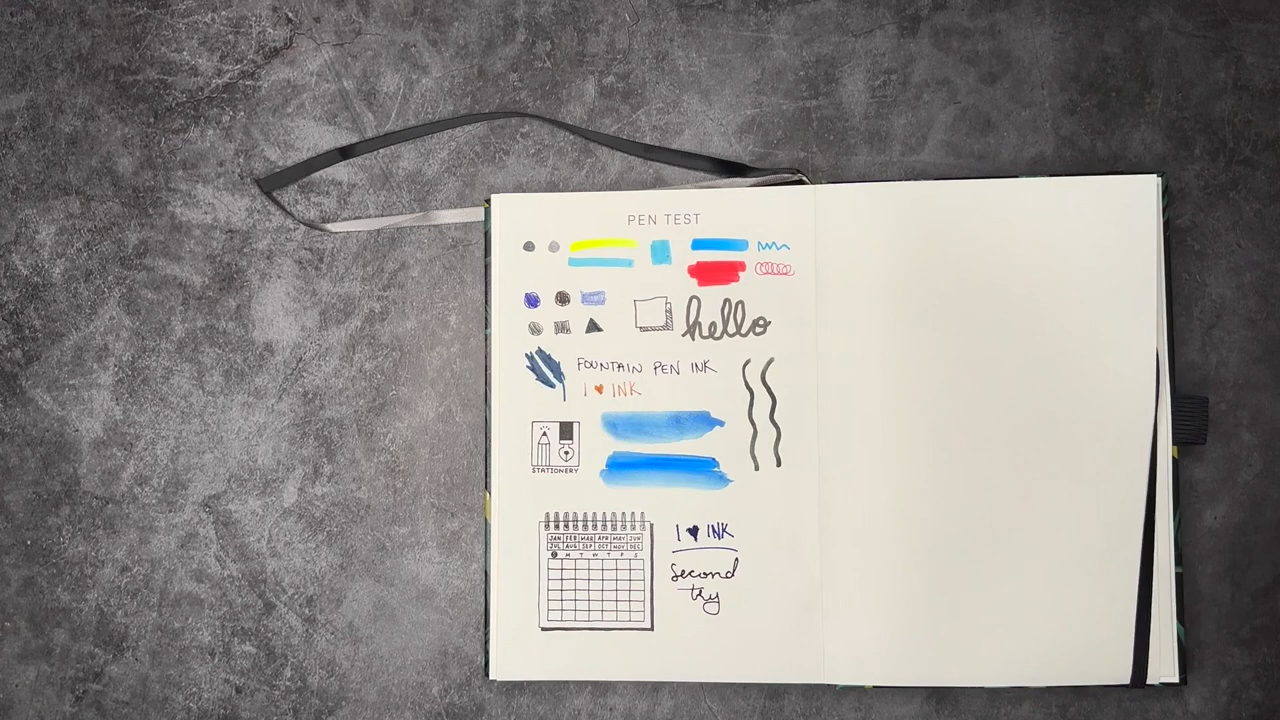 PEN TEST
hello
FOUNTAIN PEN INK
I ♥ INK
STATIONERY
JAN FEB MAR APR MAY JUN
JUL AUG SEP OCT NOV DEC
S M T W T F S
I ♥ INK
second
try